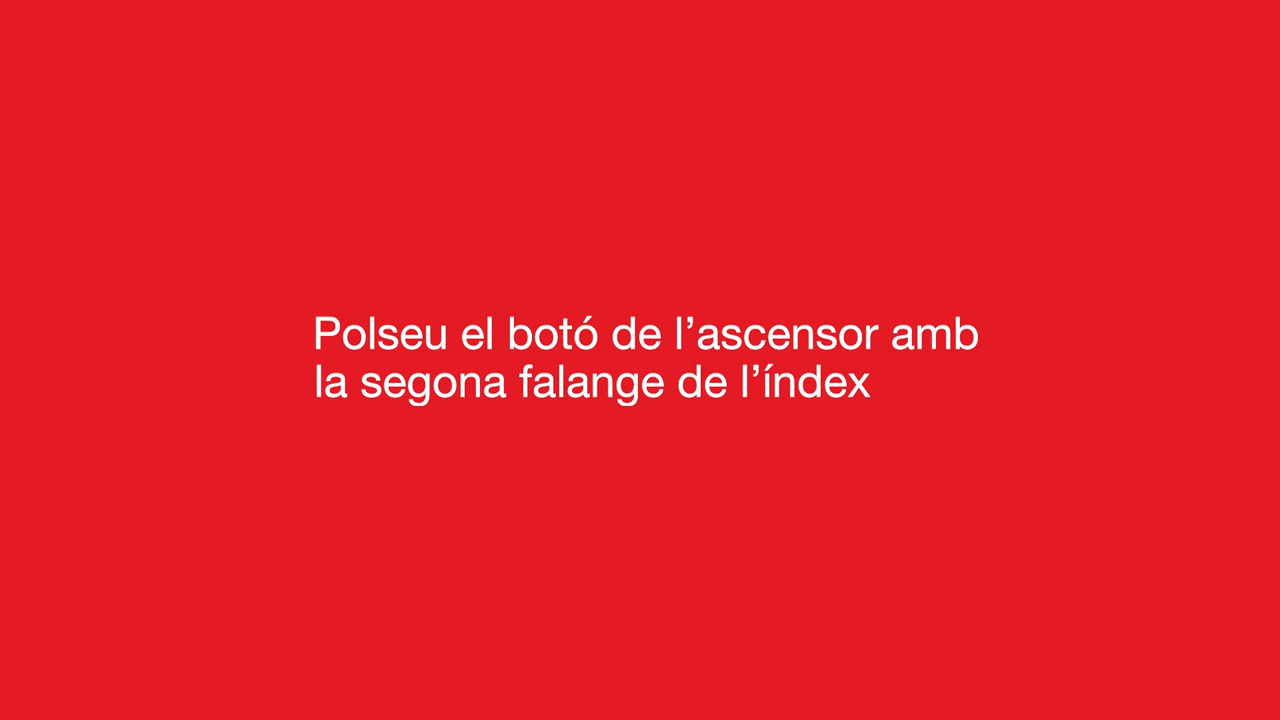 Polseu el botó de l’ascensor amb
la segona falange de l’índex